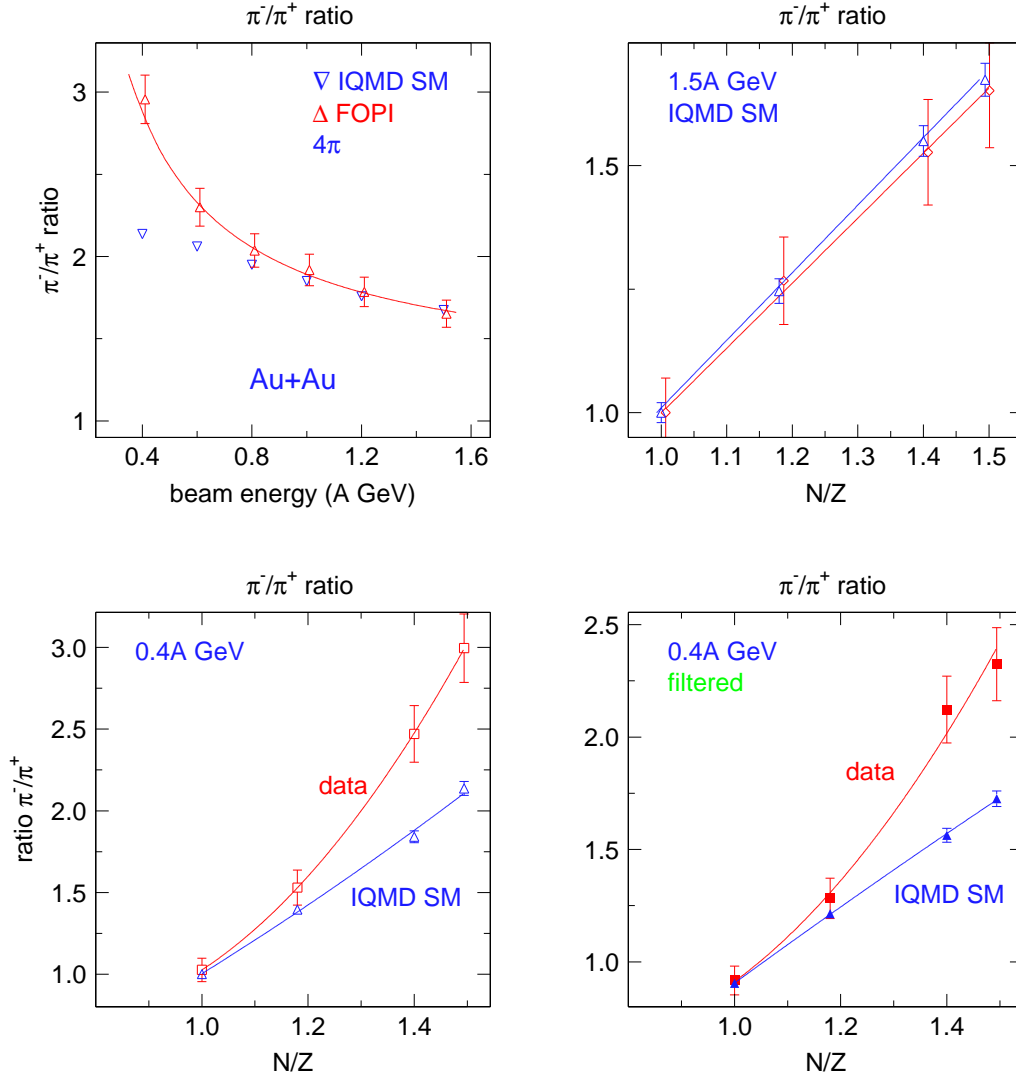 π⁻/π⁺ ratio
∇ IQMD SM
Δ FOPI
4π
Au+Au
3
2
1
π⁻/π⁺ ratio
0.4 0.8 1.2 1.6
beam energy (A GeV)
π⁻/π⁺ ratio
1.5A GeV
IQMD SM
1.5
1.0
1.0 1.1 1.2 1.3 1.4 1.5
N/Z
π⁻/π⁺ ratio
0.4A GeV
data
IQMD SM
3.0
2.5
2.0
1.5
1.0
ratio π⁻/π⁺
1.0 1.2 1.4
N/Z
π⁻/π⁺ ratio
0.4A GeV
filtered
data
IQMD SM
2.5
2.0
1.5
1.0
1.0 1.2 1.4
N/Z